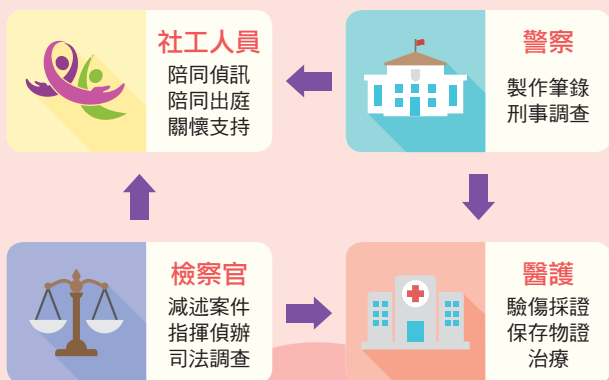 社工人員
陪同偵訊
陪同出庭
關懷支持
警察
製作筆錄
刑事調查
檢察官
減述案件
指揮偵辦
司法調查
醫護
驗傷採證
保存物證
治療